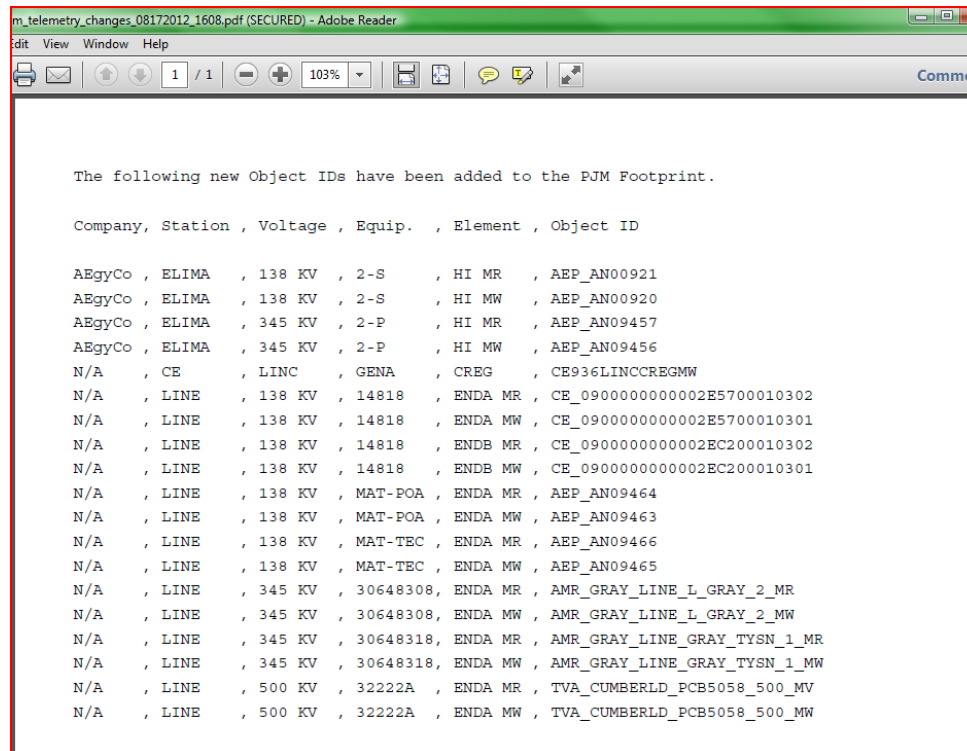 m_telemetry_changes_08172012_1608.pdf (SECURED) - Adobe Reader
dit View Window Help
1 / 1 103% Comme
The following new Object IDs have been added to the PJM Footprint.
Company, Station , Voltage , Equip. , Element , Object ID
AEgyCo , ELIMA , 138 KV , 2-S , HI MR , AEP_AN00921
AEgyCo , ELIMA , 138 KV , 2-S , HI MW , AEP_AN00920
AEgyCo , ELIMA , 345 KV , 2-P , HI MR , AEP_AN09457
AEgyCo , ELIMA , 345 KV , 2-P , HI MW , AEP_AN09456
N/A , CE , LINC , GENA , CREG , CE936LINCCREGMW
N/A , LINE , 138 KV , 14818 , ENDA MR , CE_0900000000002E5700010302
N/A , LINE , 138 KV , 14818 , ENDA MW , CE_0900000000002E5700010301
N/A , LINE , 138 KV , 14818 , ENDB MR , CE_0900000000002EC200010302
N/A , LINE , 138 KV , 14818 , ENDB MW , CE_0900000000002EC200010301
N/A , LINE , 138 KV , MAT-POA , ENDA MR , AEP_AN09464
N/A , LINE , 138 KV , MAT-POA , ENDA MW , AEP_AN09463
N/A , LINE , 138 KV , MAT-TEC , ENDA MR , AEP_AN09466
N/A , LINE , 138 KV , MAT-TEC , ENDA MW , AEP_AN09465
N/A , LINE , 345 KV , 30648308, ENDA MR , AMR_GRAY_LINE_L_GRAY_2_MR
N/A , LINE , 345 KV , 30648308, ENDA MW , AMR_GRAY_LINE_L_GRAY_2_MW
N/A , LINE , 345 KV , 30648318, ENDA MR , AMR_GRAY_LINE_GRAY_TYSN_1_MR
N/A , LINE , 345 KV , 30648318, ENDA MW , AMR_GRAY_LINE_GRAY_TYSN_1_MW
N/A , LINE , 500 KV , 32222A , ENDA MR , TVA_CUMBERLD_PCB5058_500_MV
N/A , LINE , 500 KV , 32222A , ENDA MW , TVA_CUMBERLD_PCB5058_500_MW